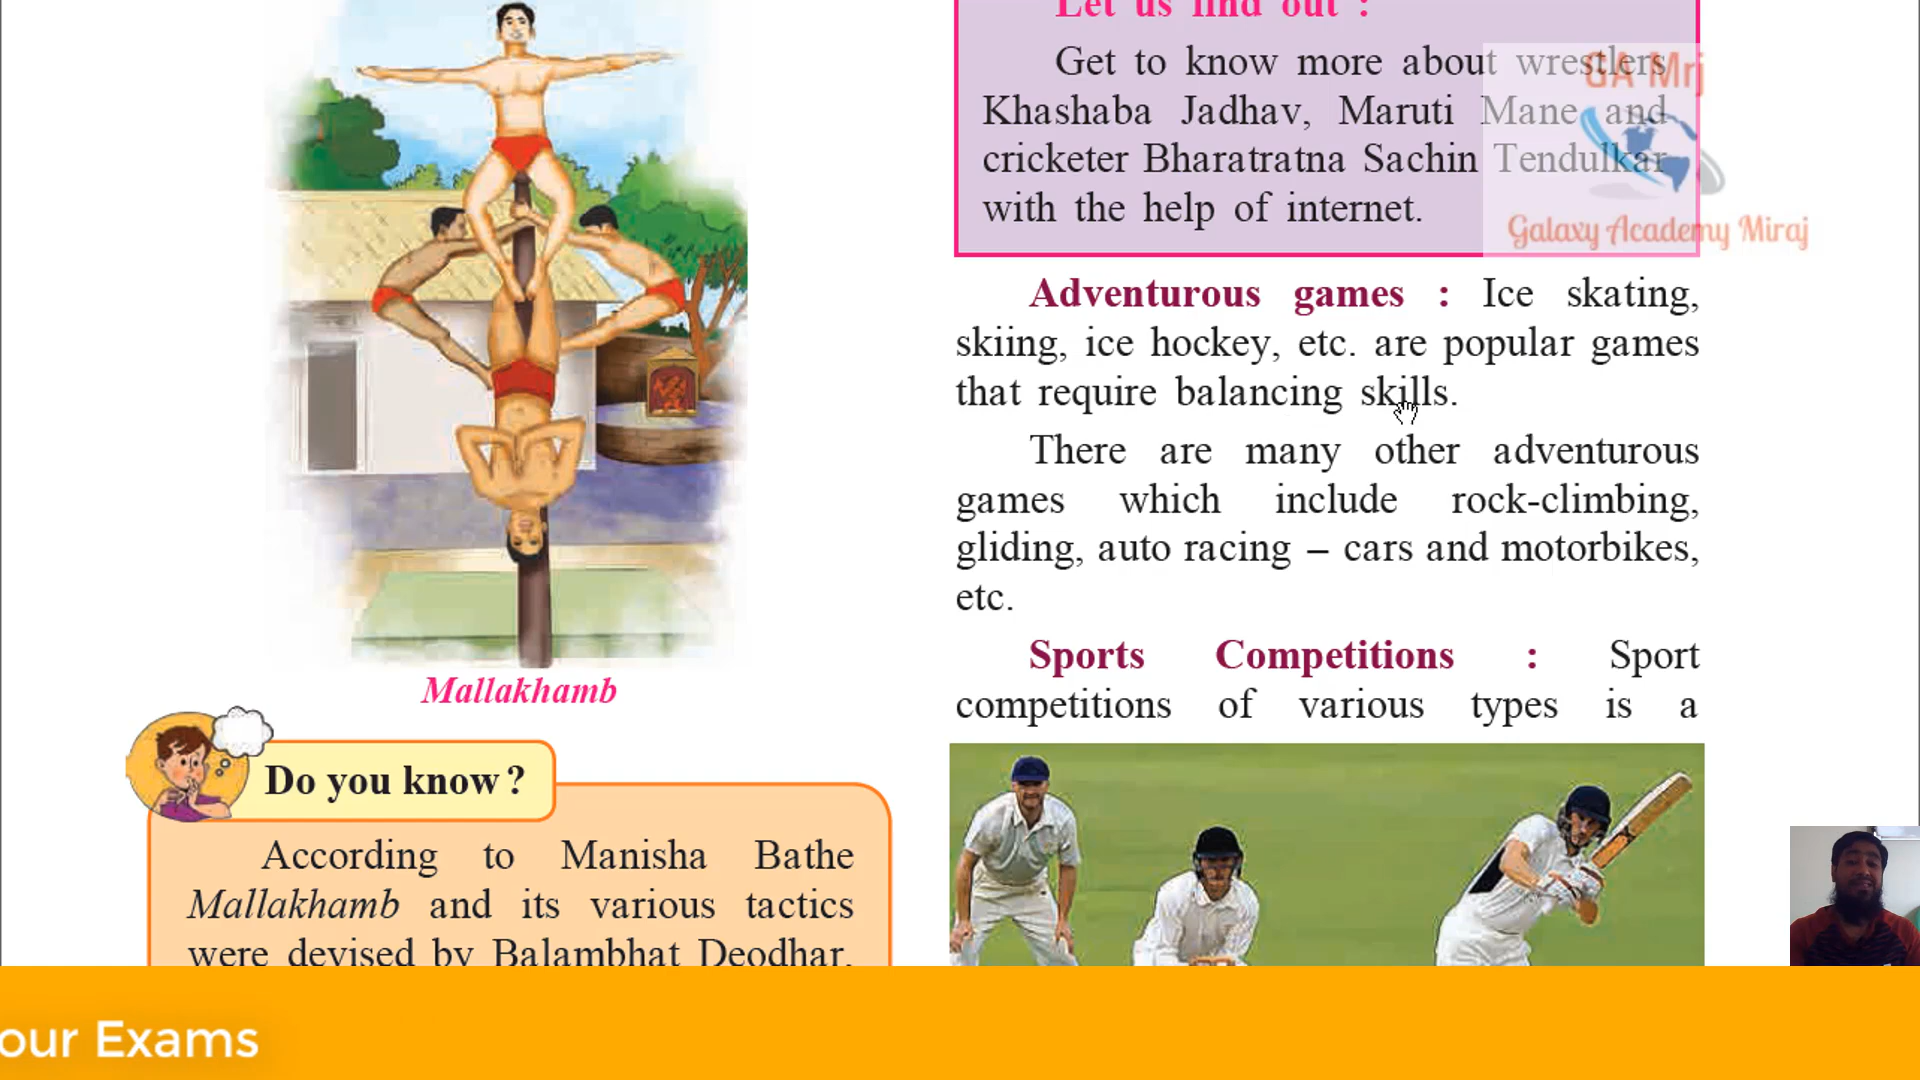 Mallakhamb
Do you know ?
According to Manisha Bathe
Mallakhamb and its various tactics
were devised by Balambhat Deodhar.
Let us find out :
Get to know more about wrestlers
Khashaba Jadhav, Maruti Mane and
cricketer Bharatratna Sachin Tendulkar
with the help of internet.
GA Mrj
Galaxy Academy Miraj
Adventurous games : Ice skating,
skiing, ice hockey, etc. are popular games
that require balancing skills.
There are many other adventurous
games which include rock-climbing,
gliding, auto racing – cars and motorbikes,
etc.
Sports Competitions : Sport
competitions of various types is a
our Exams